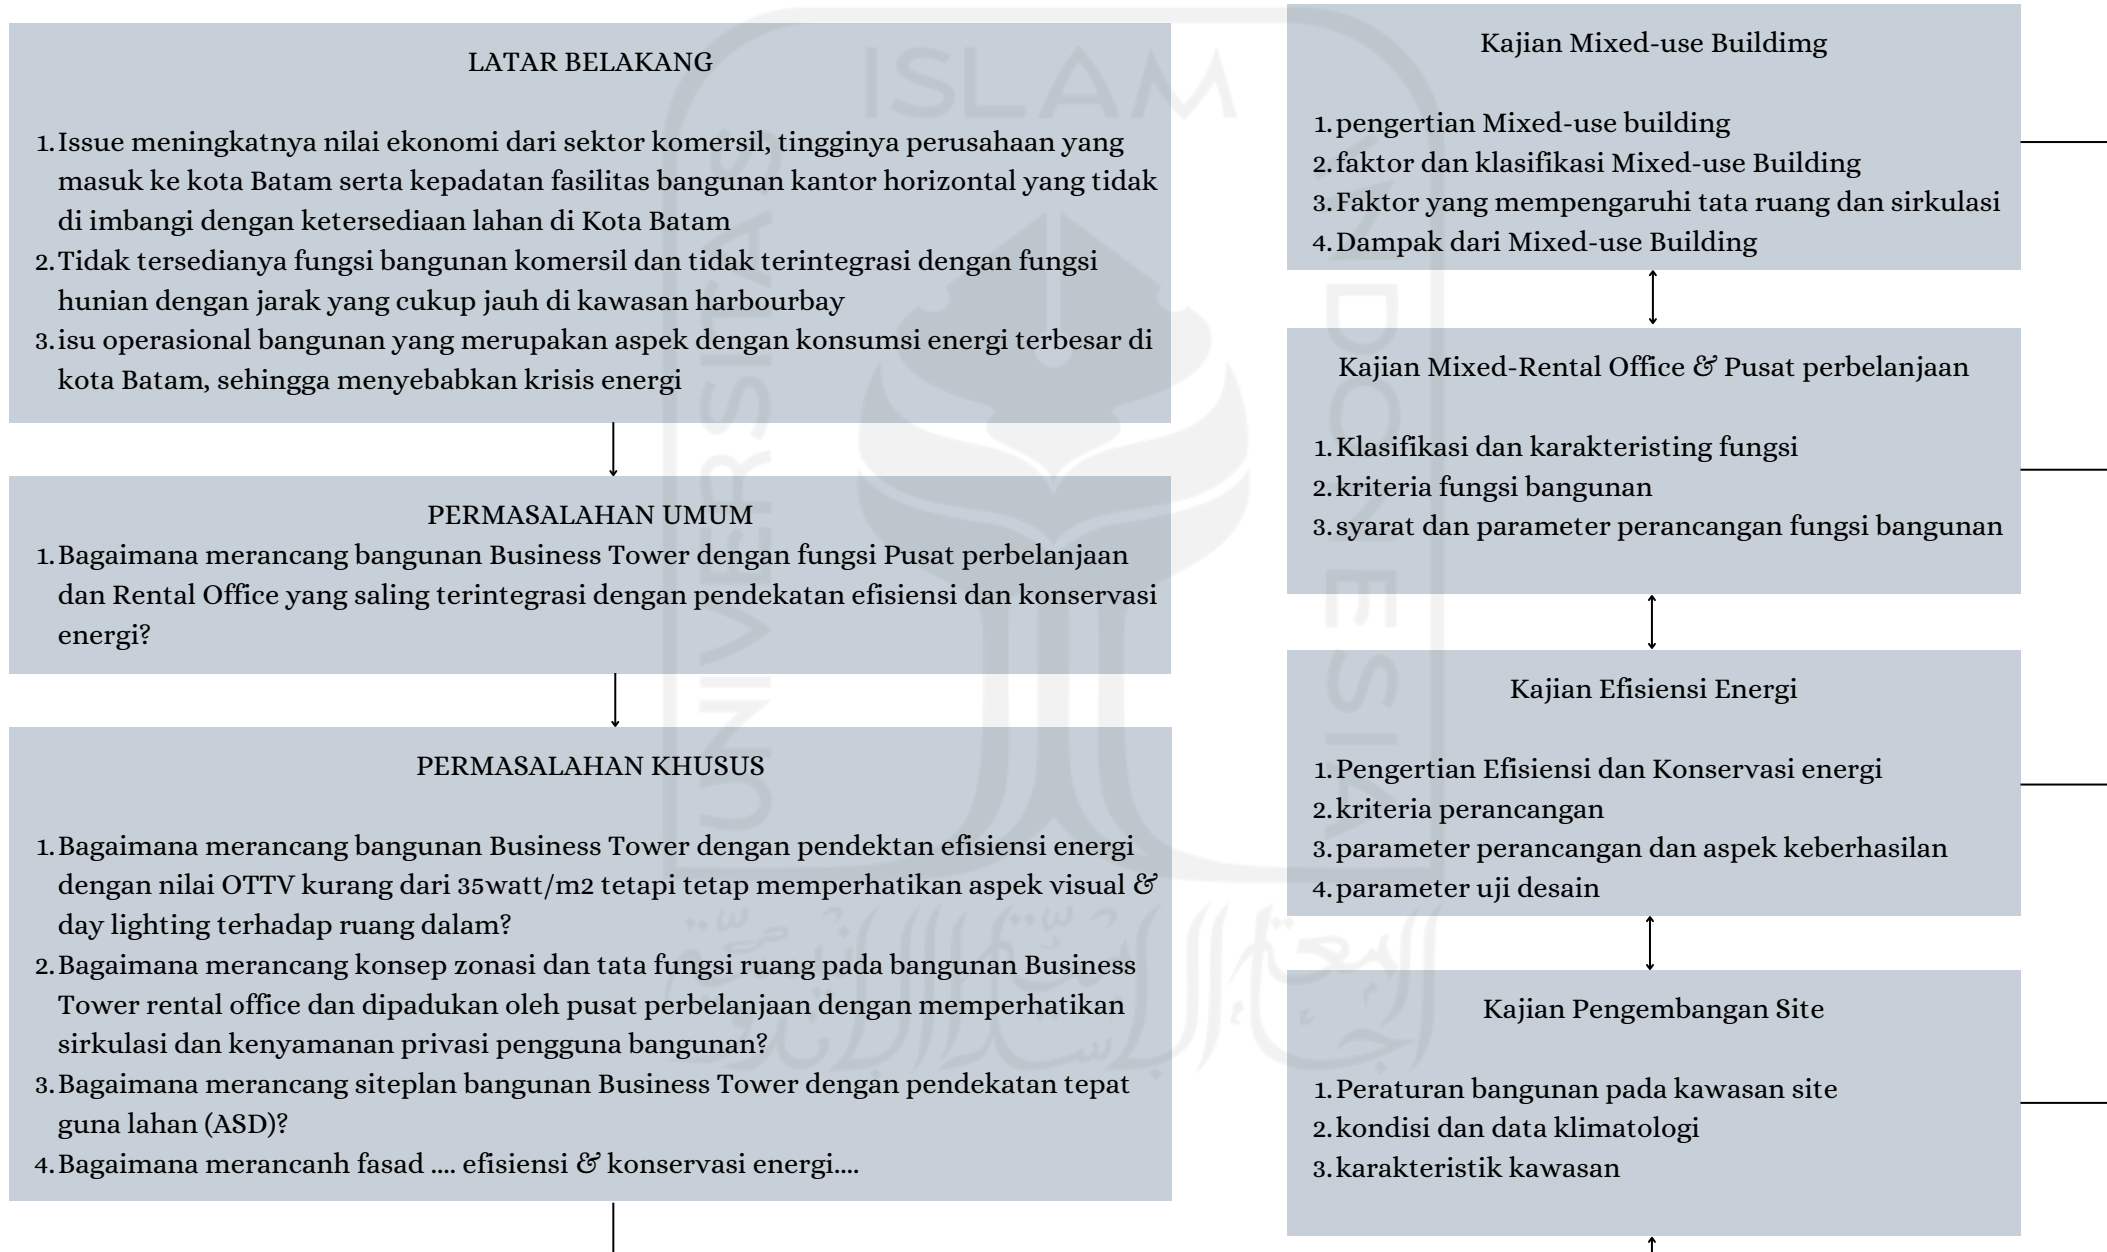 LATAR BELAKANG
1. Issue meningkatnya nilai ekonomi dari sektor komersil, tingginya perusahaan yang
masuk ke kota Batam serta kepadatan fasilitas bangunan kantor horizontal yang tidak
di imbangi dengan ketersediaan lahan di Kota Batam
2. Tidak tersedianya fungsi bangunan komersil dan tidak terintegrasi dengan fungsi
hunian dengan jarak yang cukup jauh di kawasan harbourbay
3. isu operasional bangunan yang merupakan aspek dengan konsumsi energi terbesar di
kota Batam, sehingga menyebabkan krisis energi
PERMASALAHAN UMUM
1. Bagaimana merancang bangunan Business Tower dengan fungsi Pusat perbelanjaan
dan Rental Office yang saling terintegrasi dengan pendekatan efisiensi dan konservasi
energi?
PERMASALAHAN KHUSUS
1. Bagaimana merancang bangunan Business Tower dengan pendektan efisiensi energi
dengan nilai OTTV kurang dari 35watt/m2 tetapi tetap memperhatikan aspek visual &
day lighting terhadap ruang dalam?
2. Bagaimana merancang konsep zonasi dan tata fungsi ruang pada bangunan Business
Tower rental office dan dipadukan oleh pusat perbelanjaan dengan memperhatikan
sirkulasi dan kenyamanan privasi pengguna bangunan?
3. Bagaimana merancang siteplan bangunan Business Tower dengan pendekatan tepat
guna lahan (ASD)?
4. Bagaimana merancanh fasad .... efisiensi & konservasi energi....
Kajian Mixed-use Buildimg
1. pengertian Mixed-use building
2. faktor dan klasifikasi Mixed-use Building
3. Faktor yang mempengaruhi tata ruang dan sirkulasi
4. Dampak dari Mixed-use Building
Kajian Mixed-Rental Office & Pusat perbelanjaan
1. Klasifikasi dan karakteristing fungsi
2. kriteria fungsi bangunan
3. syarat dan parameter perancangan fungsi bangunan
Kajian Efisiensi Energi
1. Pengertian Efisiensi dan Konservasi energi
2. kriteria perancangan
3. parameter perancangan dan aspek keberhasilan
4. parameter uji desain
Kajian Pengembangan Site
1. Peraturan bangunan pada kawasan site
2. kondisi dan data klimatologi
3. karakteristik kawasan
UNIVERSITAS
ISLAM
INDONESIA